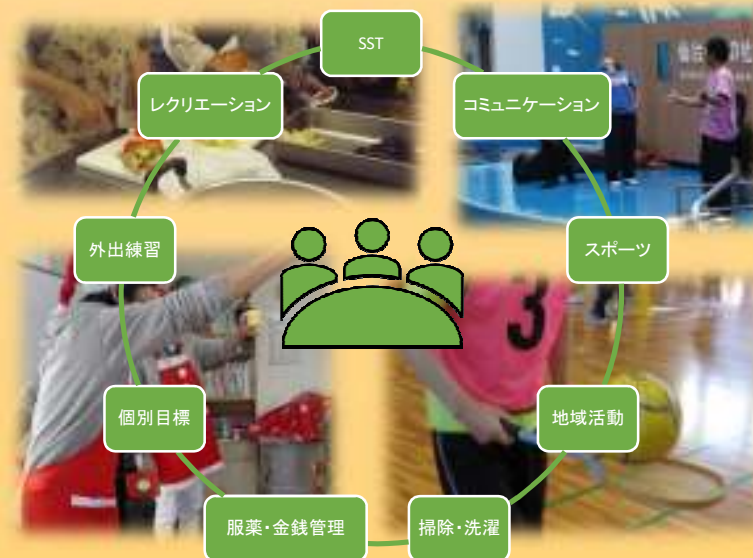 SST
レクリエーション
コミュニケーション
外出練習
スポーツ
個別目標
地域活動
服薬・金銭管理
掃除・洗濯
3